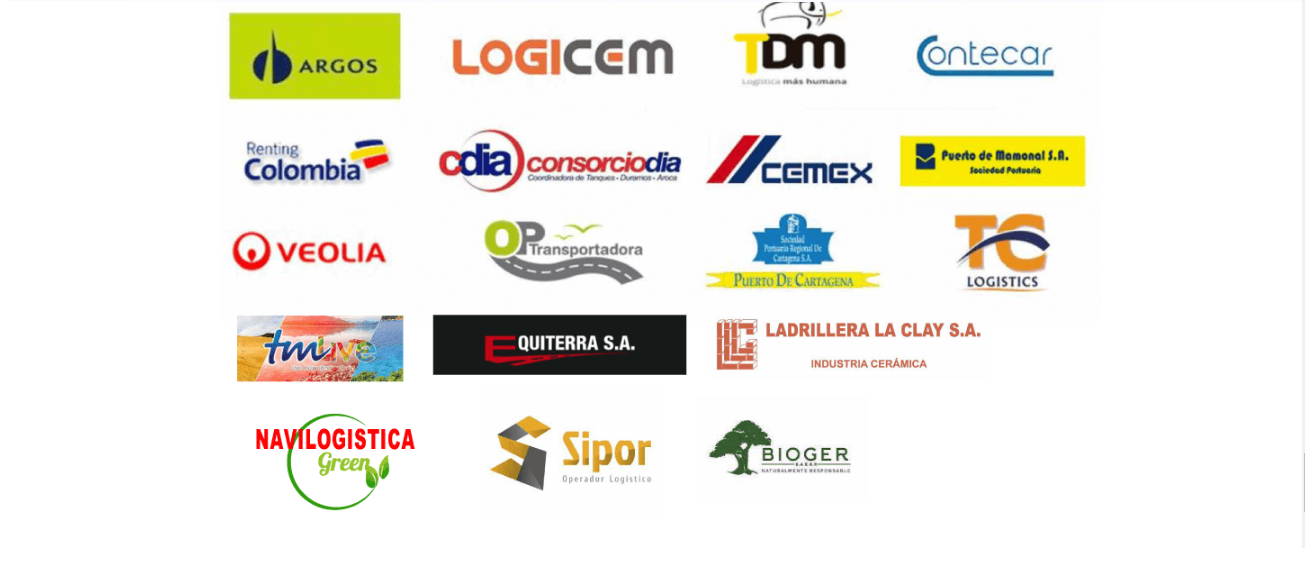 ARGOS
LOGICEM
TDM
Logística más humana
Contecar
Renting
Colombia
cdia consorciodia
Coordinadora de Tanques - Duramos - Aroca
CEMEX
Puerto de Mamonal S.A.
Sociedad Portuaria
VEOLIA
OP
Transportadora
Sociedad
Portuaria Regional De
Cartagena S.A.
PUERTO DE CARTAGENA
TC
LOGISTICS
tmlive
EQUITERRA S.A.
LADRILLERA LA CLAY S.A.
INDUSTRIA CERÁMICA
NAVILOGISTICA
Green
Sipor
Operador Logístico
BIOGER
NATURALMENTE RESPONSABLE